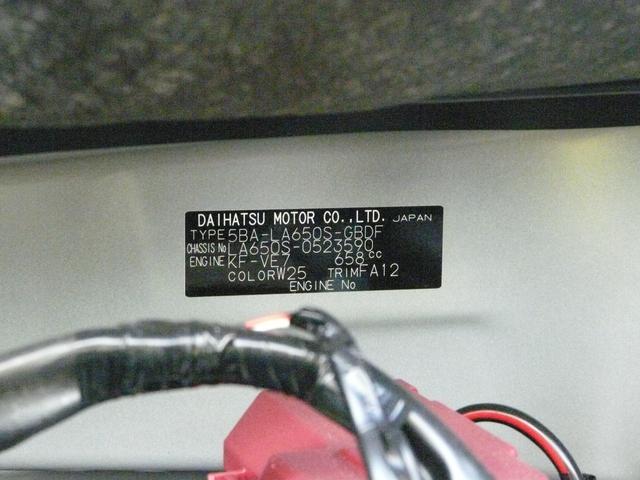 DAIHATSU MOTOR CO.,LTD. JAPAN
TYPE 5BA-LA650S-GBDF
CHASSIS No LA650S-0523590
ENGINE KF-VE7 658cc
COLOR W25 TRIM FA12
ENGINE No